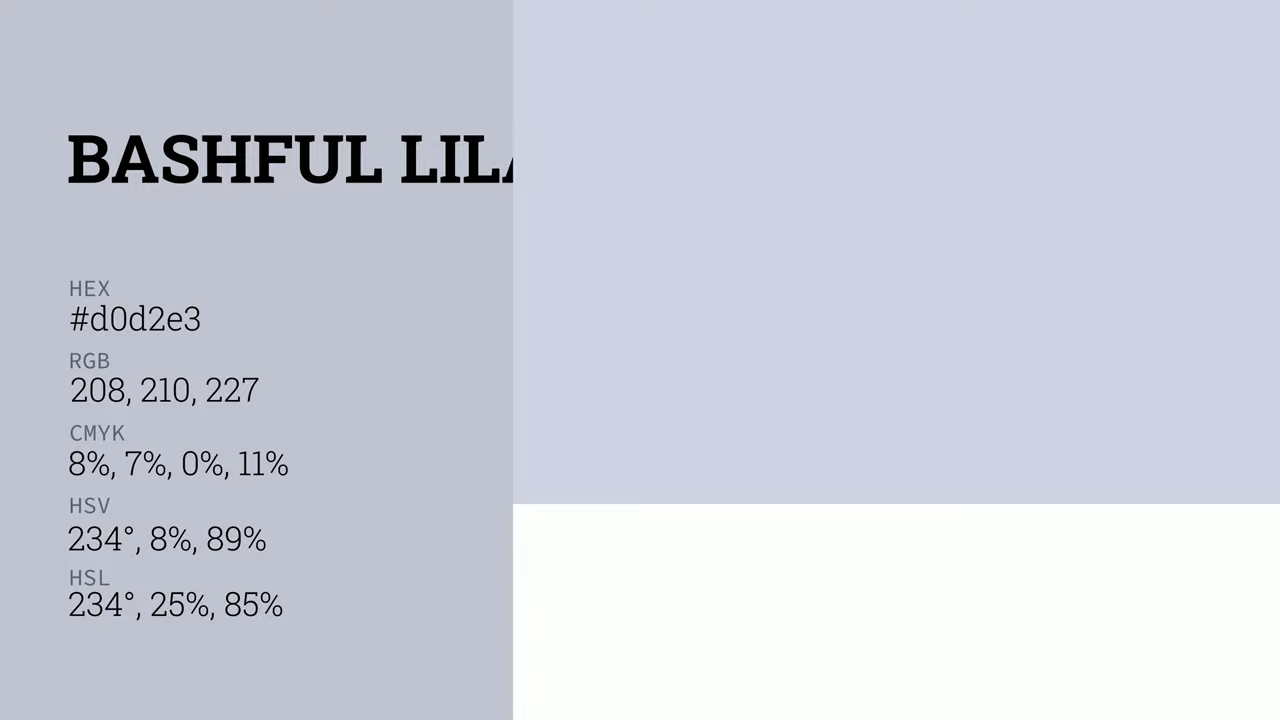 BASHFUL LILA
HEX
#d0d2e3
RGB
208, 210, 227
CMYK
8%, 7%, 0%, 11%
HSV
234°, 8%, 89%
HSL
234°, 25%, 85%